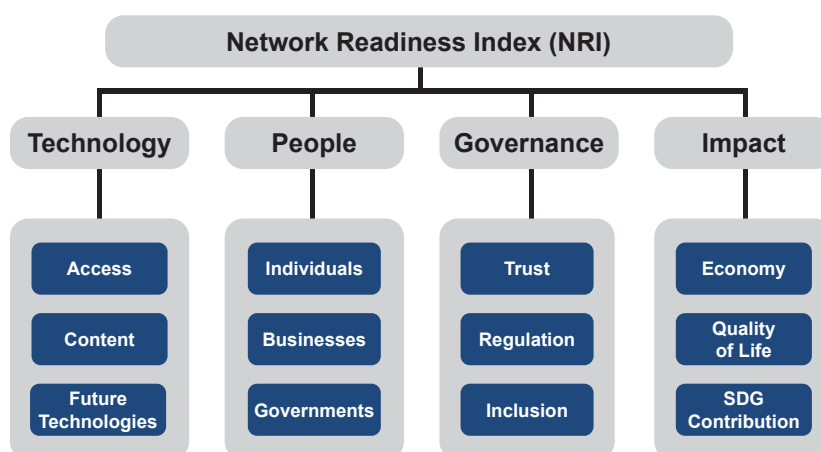 Network Readiness Index (NRI)
Technology
People
Governance
Impact
Access
Content
Future
Technologies
Individuals
Businesses
Governments
Trust
Regulation
Inclusion
Economy
Quality
of Life
SDG
Contribution